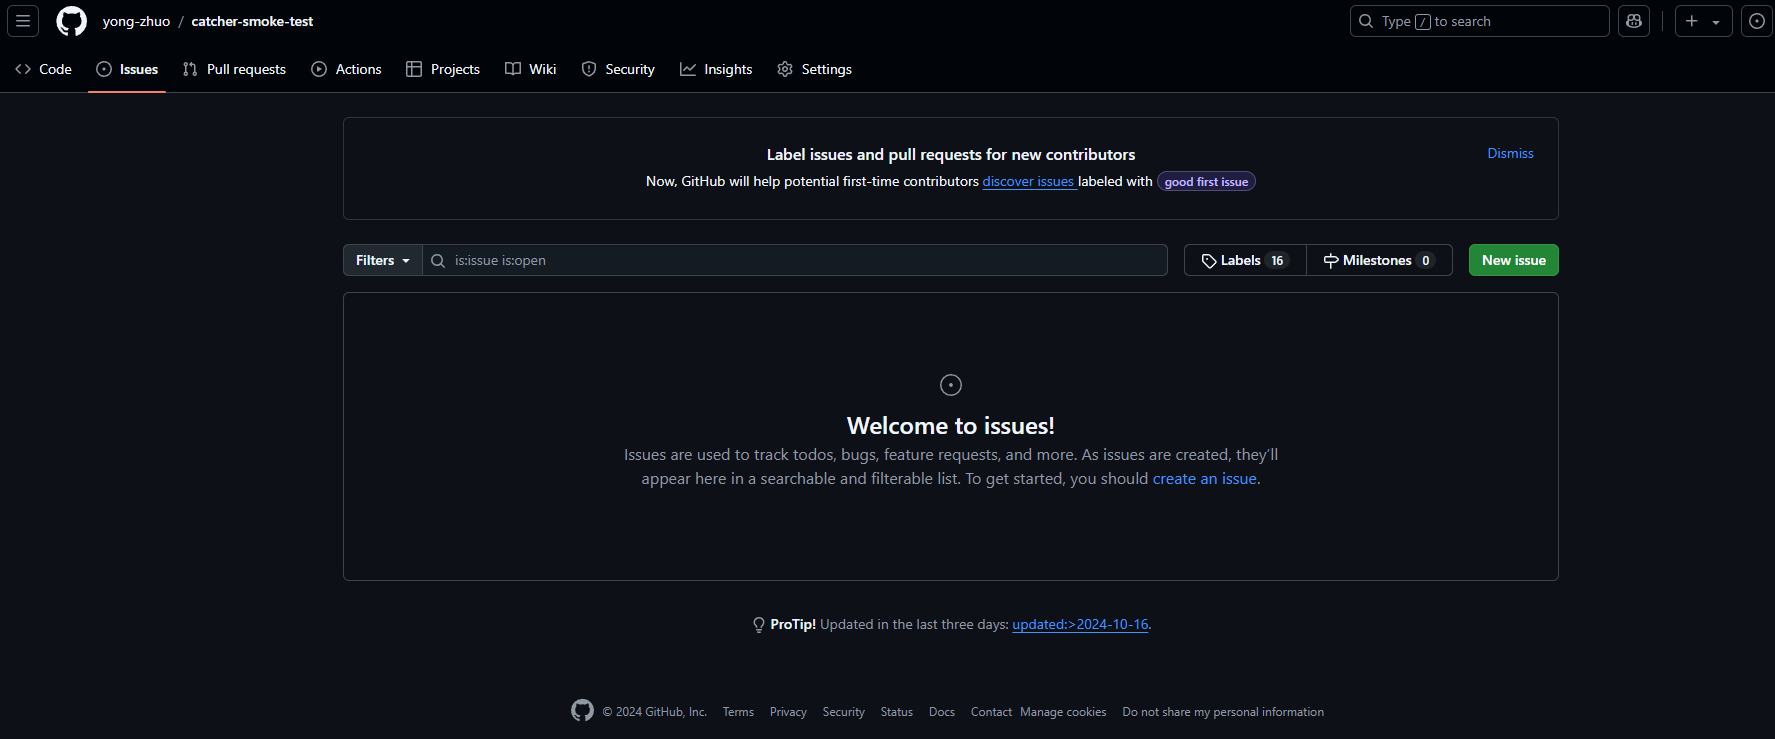 yong-zhuo / catcher-smoke-test
Type / to search
Code Issues Pull requests Actions Projects Wiki Security Insights Settings
Label issues and pull requests for new contributors
Dismiss
Now, GitHub will help potential first-time contributors discover issues labeled with good first issue
Filters is:issue is:open Labels 16 Milestones 0 New issue
Welcome to issues!
Issues are used to track todos, bugs, feature requests, and more. As issues are created, they’ll
appear here in a searchable and filterable list. To get started, you should create an issue.
ProTip! Updated in the last three days: updated:>2024-10-16.
© 2024 GitHub, Inc. Terms Privacy Security Status Docs Contact Manage cookies Do not share my personal information